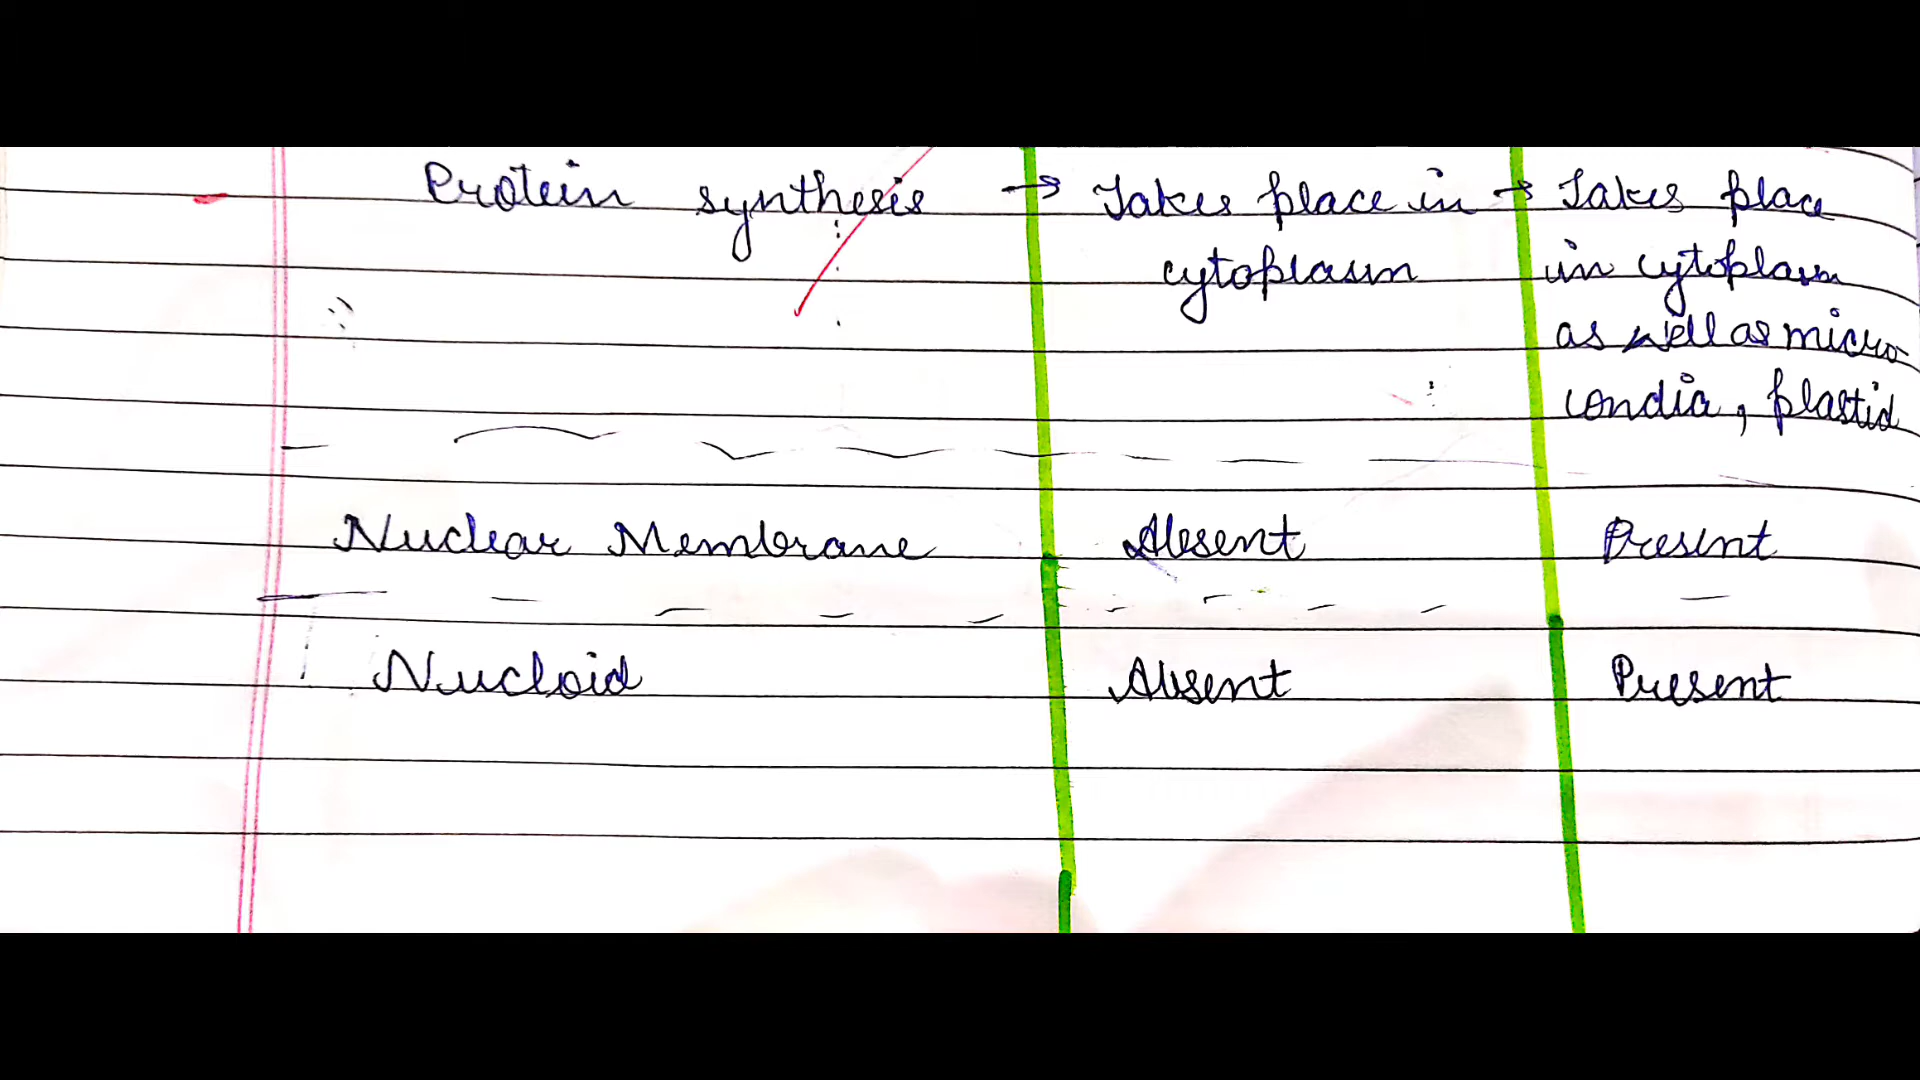 Protein synthesis → Takes place in → Takes place
cytoplasm in cytoplasm
as well as micro
condia, plastid
Nuclear Membrane Absent Present
Nucloid Absent Present